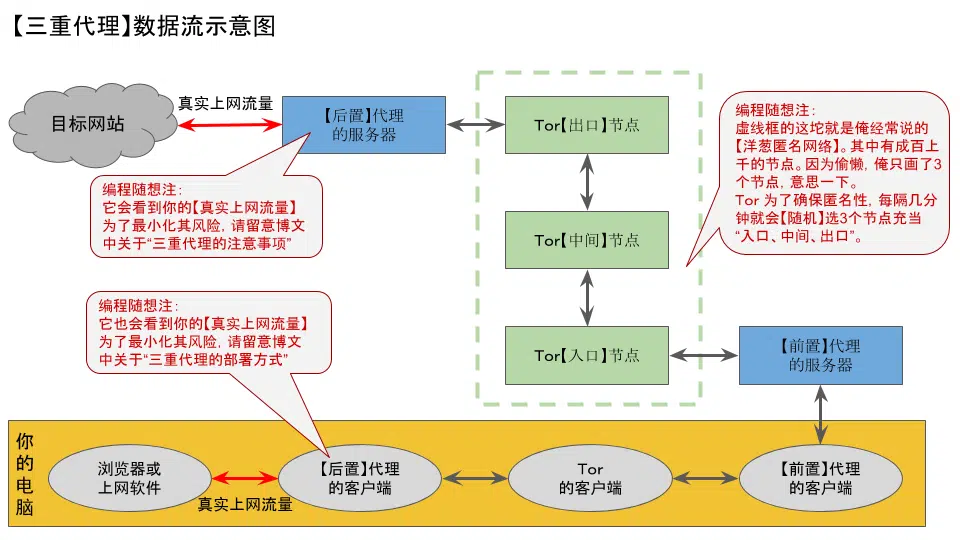 【三重代理】数据流示意图
目标网站
真实上网流量
【后置】代理
的服务器
Tor【出口】节点
编程随想注：
虚线框的这坨就是俺经常说的
【洋葱匿名网络】。其中有成百上
千的节点。因为偷懒，俺只画了3
个节点，意思一下。
Tor 为了确保匿名性，每隔几分
钟就会【随机】选3个节点充当
“入口、中间、出口”。
编程随想注：
它会看到你的【真实上网流量】
为了最小化其风险，请留意博文
中关于“三重代理的注意事项”
Tor【中间】节点
编程随想注：
它也会看到你的【真实上网流量】
为了最小化其风险，请留意博文
中关于“三重代理的部署方式”
Tor【入口】节点
【前置】代理
的服务器
你
的
电
脑
浏览器或
上网软件
真实上网流量
【后置】代理
的客户端
Tor
的客户端
【前置】代理
的客户端